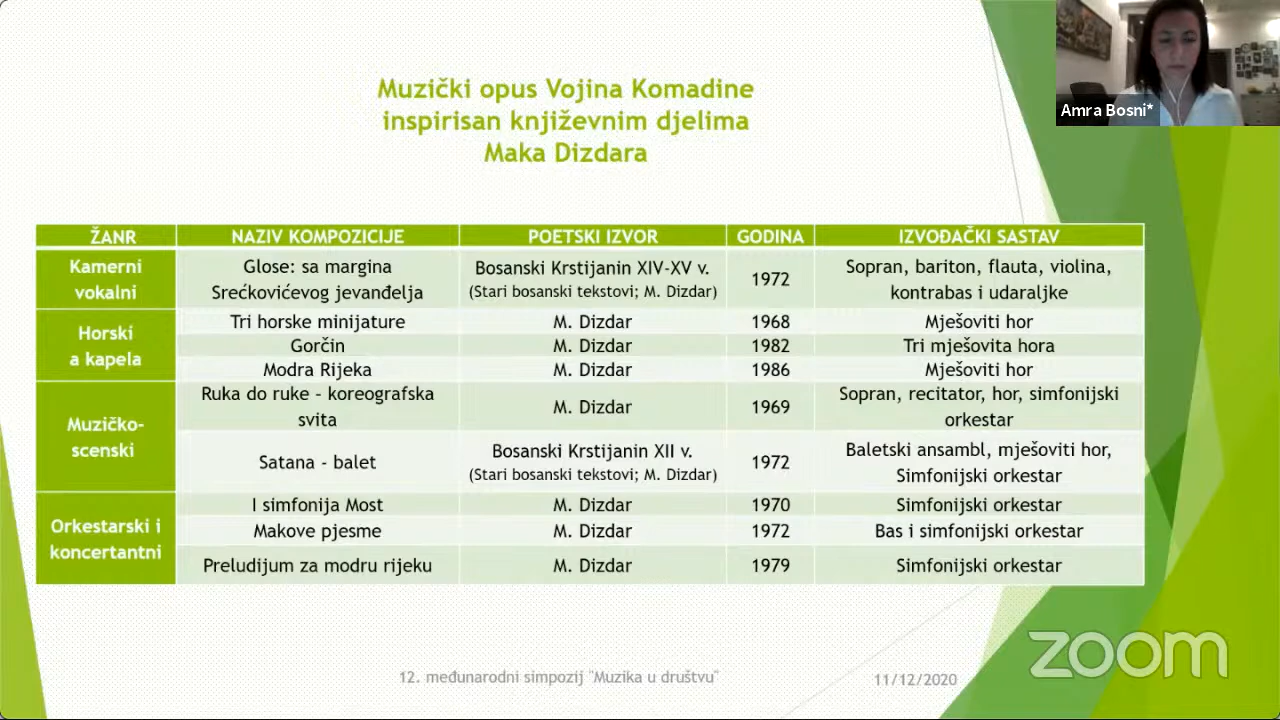 Muzički opus Vojina Komadine
inspirisan književnim djelima
Maka Dizdara
Amra Bosni*
ŽANR NAZIV KOMPOZICIJE POETSKI IZVOR GODINA IZVOĐAČKI SASTAV
Kamerni
vokalni
Glose: sa margina
Srećkovićevog jevanđelja
Bosanski Krstijanin XIV-XV v.
(Stari bosanski tekstovi; M. Dizdar)
1972
Sopran, bariton, flauta, violina,
kontrabas i udaraljke
Horski
a kapela
Tri horske minijature M. Dizdar 1968 Mješoviti hor
Gorčin M. Dizdar 1982 Tri mješovita hora
Modra Rijeka M. Dizdar 1986 Mješoviti hor
Muzičko-
scenski
Ruka do ruke – koreografska
svita
M. Dizdar
1969
Sopran, recitator, hor, simfonijski
orkestar
Satana - balet
Bosanski Krstijanin XII v.
(Stari bosanski tekstovi; M. Dizdar)
1972
Baletski ansambl, mješoviti hor,
Simfonijski orkestar
Orkestarski i
koncertantni
I simfonija Most M. Dizdar 1970 Simfonijski orkestar
Makove pjesme M. Dizdar 1972 Bas i simfonijski orkestar
Preludijum za modru rijeku M. Dizdar 1979 Simfonijski orkestar
12. međunarodni simpozij "Muzika u društvu"
11/12/2020
zoom